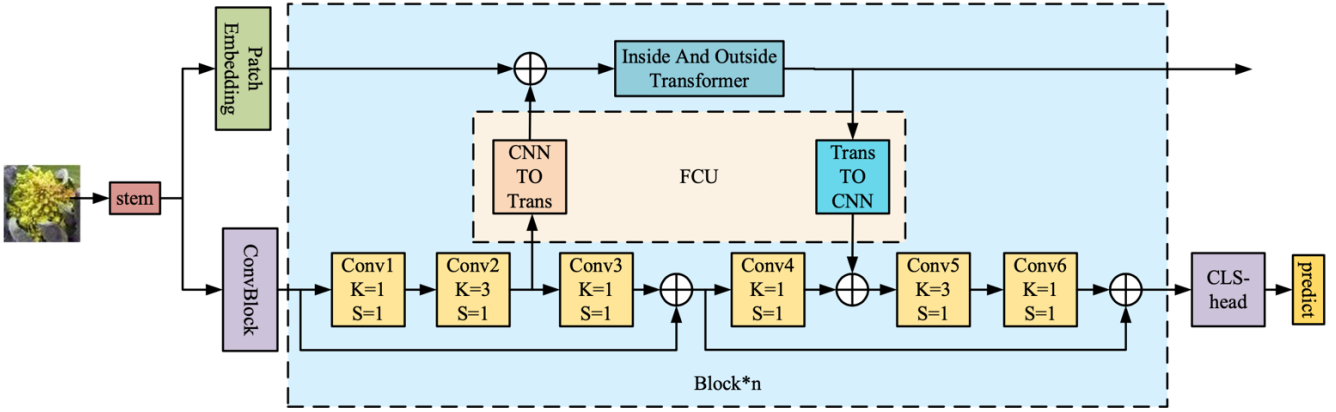 Patch
Embedding
Inside And Outside
Transformer
CNN
TO
Trans
FCU
Trans
TO
CNN
stem
ConvBlock
Conv1
K=1
S=1
Conv2
K=3
S=1
Conv3
K=1
S=1
Conv4
K=1
S=1
Conv5
K=3
S=1
Conv6
K=1
S=1
CLS-
head
predict
Block*n